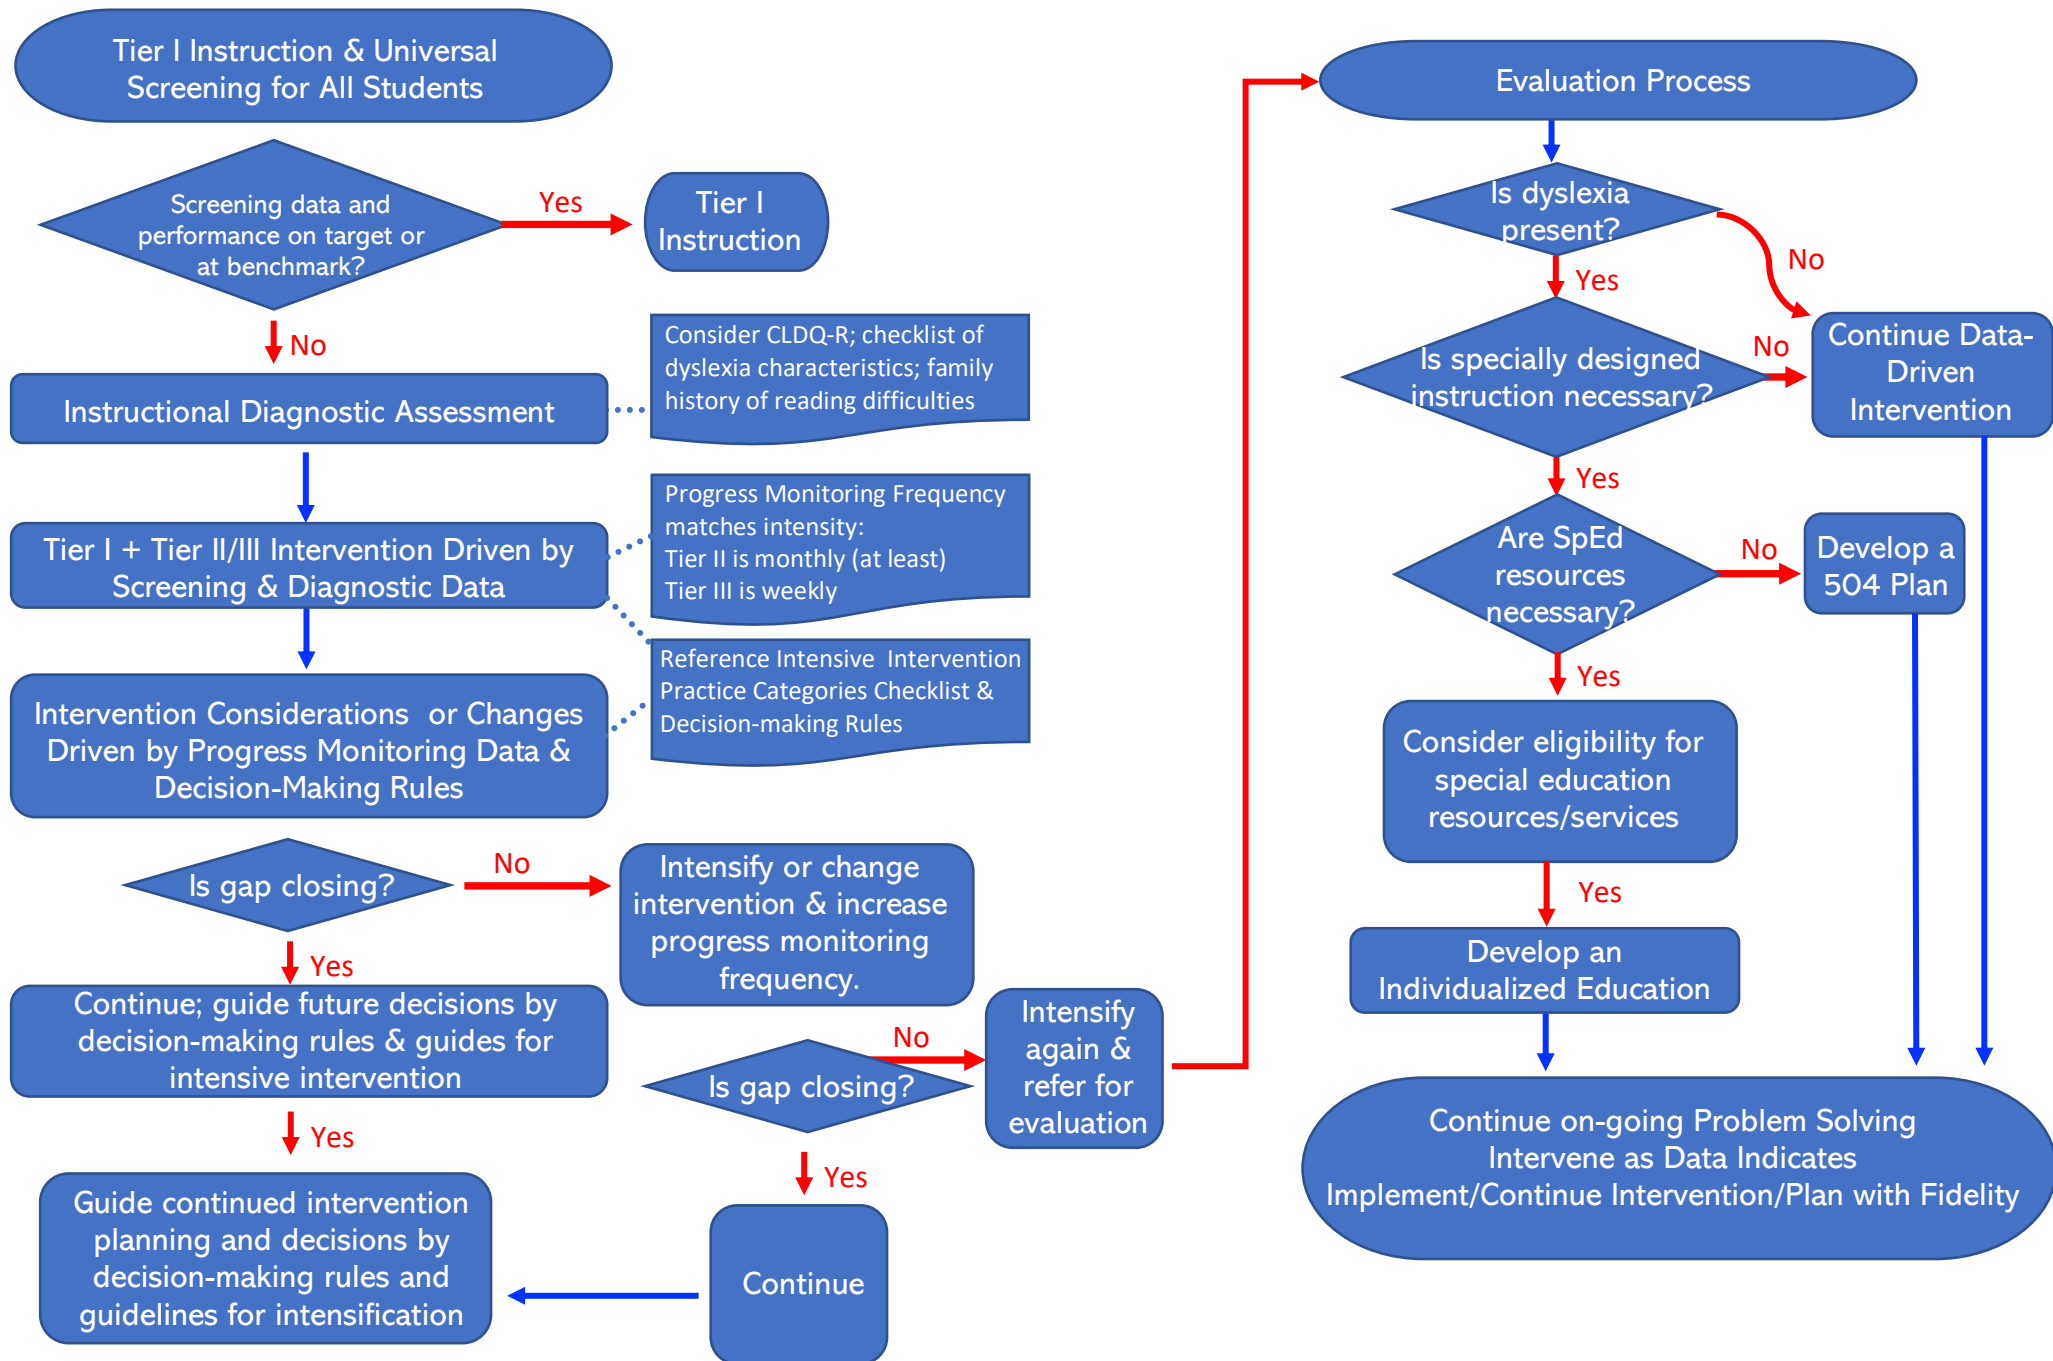 Tier I Instruction & Universal
Screening for All Students
Screening data and
performance on target or
at benchmark?
Yes
Tier I
Instruction
No
Instructional Diagnostic Assessment
Consider CLDQ-R; checklist of
dyslexia characteristics; family
history of reading difficulties
Tier I + Tier II/III Intervention Driven by
Screening & Diagnostic Data
Progress Monitoring Frequency
matches intensity:
Tier II is monthly (at least)
Tier III is weekly
Reference Intensive Intervention
Practice Categories Checklist &
Decision-making Rules
Intervention Considerations or Changes
Driven by Progress Monitoring Data &
Decision-Making Rules
Is gap closing?
No
Intensify or change
intervention & increase
progress monitoring
frequency.
Yes
Continue; guide future decisions by
decision-making rules & guides for
intensive intervention
Is gap closing?
No
Intensify
again &
refer for
evaluation
Yes
Guide continued intervention
planning and decisions by
decision-making rules and
guidelines for intensification
Yes
Continue
Evaluation Process
Is dyslexia
present?
No
Yes
Is specially designed
instruction necessary?
No
Continue Data-
Driven
Intervention
Yes
Are SpEd
resources
necessary?
No
Develop a
504 Plan
Yes
Consider eligibility for
special education
resources/services
Yes
Develop an
Individualized Education
Continue on-going Problem Solving
Intervene as Data Indicates
Implement/Continue Intervention/Plan with Fidelity